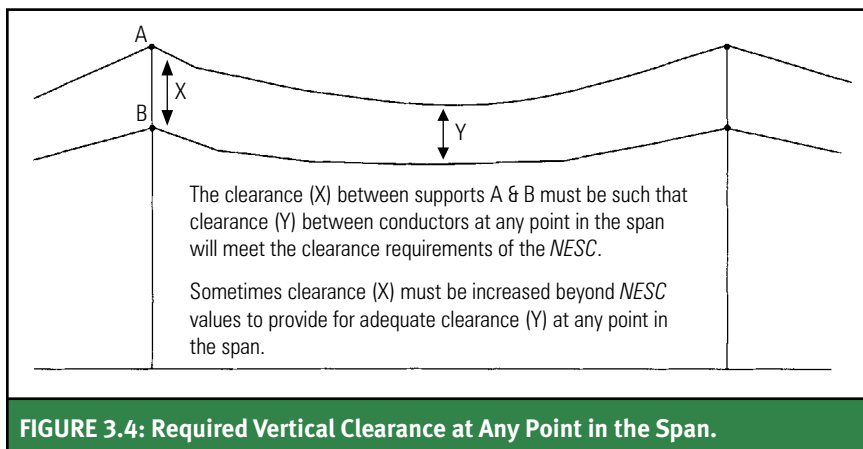 A
X
B
Y
The clearance (X) between supports A & B must be such that
clearance (Y) between conductors at any point in the span
will meet the clearance requirements of the NESC.
Sometimes clearance (X) must be increased beyond NESC
values to provide for adequate clearance (Y) at any point in
the span.
FIGURE 3.4: Required Vertical Clearance at Any Point in the Span.